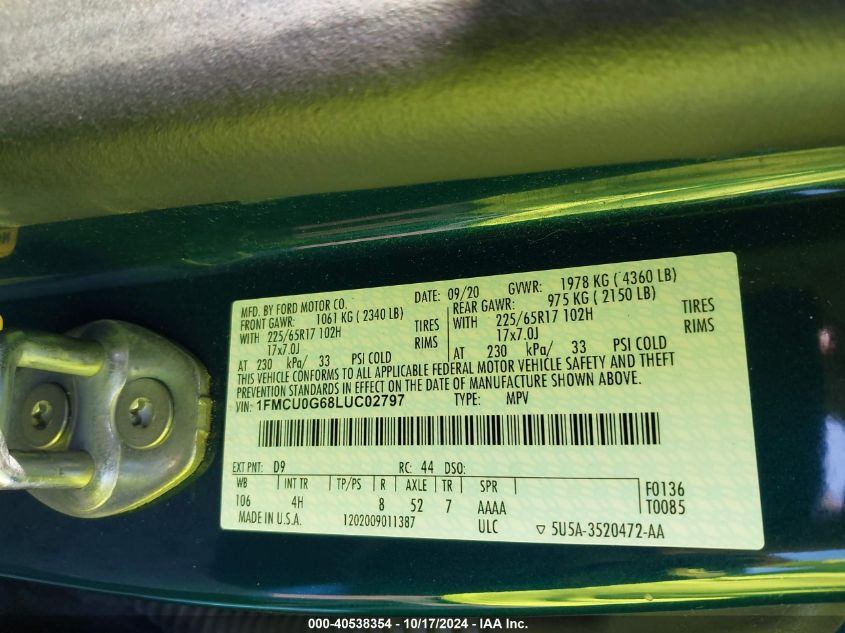 MFD. BY FORD MOTOR CO. DATE: 09/20 GVWR: 1978 KG ( 4360 LB)
FRONT GAWR: 1061 KG ( 2340 LB) REAR GAWR: 975 KG ( 2150 LB)
WITH 225/65R17 102H TIRES WITH 225/65R17 102H TIRES
17x7.0J RIMS 17x7.0J RIMS
AT 230 kPa/ 33 PSI COLD AT 230 kPa/ 33 PSI COLD
THIS VEHICLE CONFORMS TO ALL APPLICABLE FEDERAL MOTOR VEHICLE SAFETY AND THEFT
PREVENTION STANDARDS IN EFFECT ON THE DATE OF MANUFACTURE SHOWN ABOVE.
VIN: 1FMCU0G68LUC02797 TYPE: MPV
EXT PNT: D9 RC: 44 DSO:
WB INT TR TP/PS R AXLE TR SPR F0136
106 4H 8 52 7 AAAA T0085
MADE IN U.S.A. 1202009011387 ULC ▽ 5U5A-3520472-AA
000-40538354 - 10/17/2024 - IAA Inc.